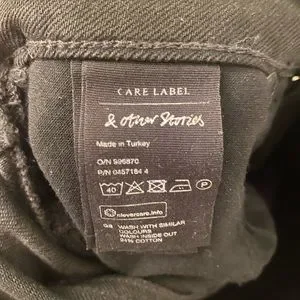 CARE LABEL
& other Stories
Made in Turkey
O/N 596870
P/N 0457184 4
40 P
clevercare.info
GB WASH WITH SIMILAR
COLOURS
WASH INSIDE OUT
94% COTTON